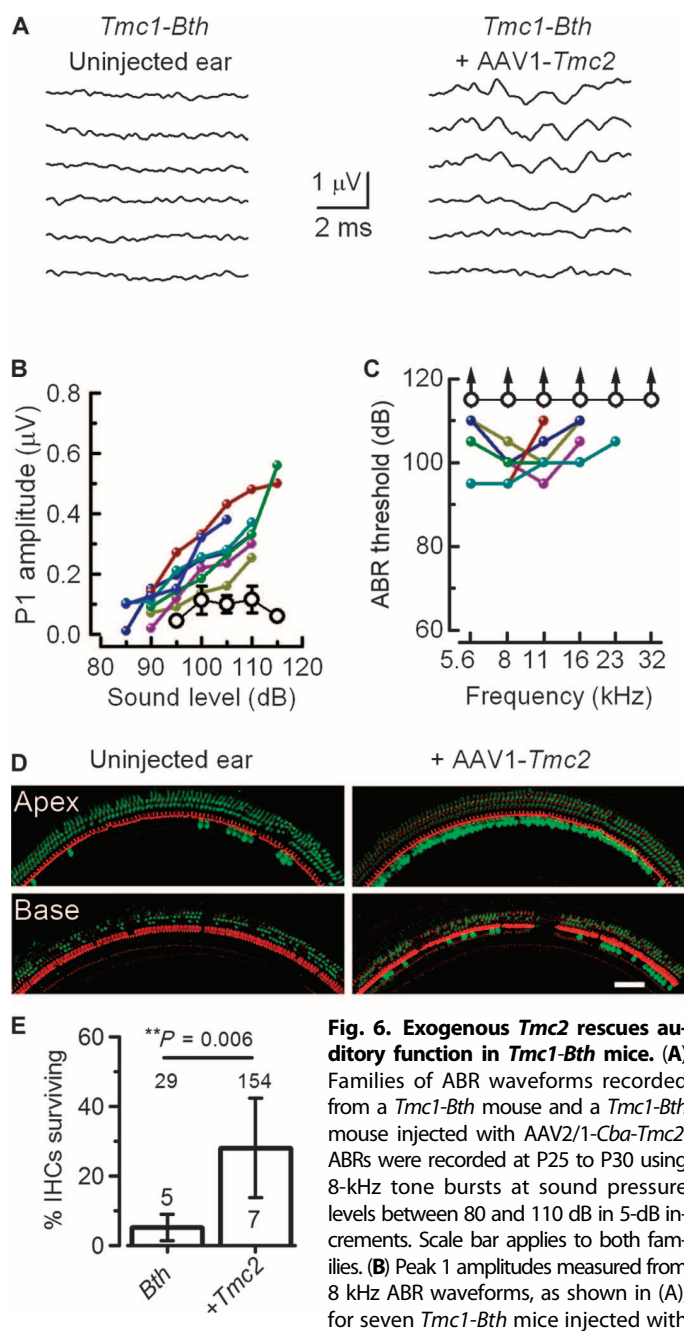 A
Tmc1-Bth
Uninjected ear
Tmc1-Bth
+ AAV1-Tmc2
1 μV
2 ms
B
P1 amplitude (μV)
0.8
0.6
0.4
0.2
0.0
80 90 100 110 120
Sound level (dB)
C
ABR threshold (dB)
120
100
80
60
5.6 8 11 16 23 32
Frequency (kHz)
D
Uninjected ear
+ AAV1-Tmc2
Apex
Base
E
% IHCs surviving
60
40
20
0
**P = 0.006
29 154
5
7
Bth
+Tmc2
Fig. 6. Exogenous Tmc2 rescues au-
ditory function in Tmc1-Bth mice. (A)
Families of ABR waveforms recorded
from a Tmc1-Bth mouse and a Tmc1-Bth
mouse injected with AAV2/1-Cba-Tmc2.
ABRs were recorded at P25 to P30 using
8-kHz tone bursts at sound pressure
levels between 80 and 110 dB in 5-dB in-
crements. Scale bar applies to both fam-
ilies. (B) Peak 1 amplitudes measured from
8 kHz ABR waveforms, as shown in (A),
for seven Tmc1-Bth mice injected with